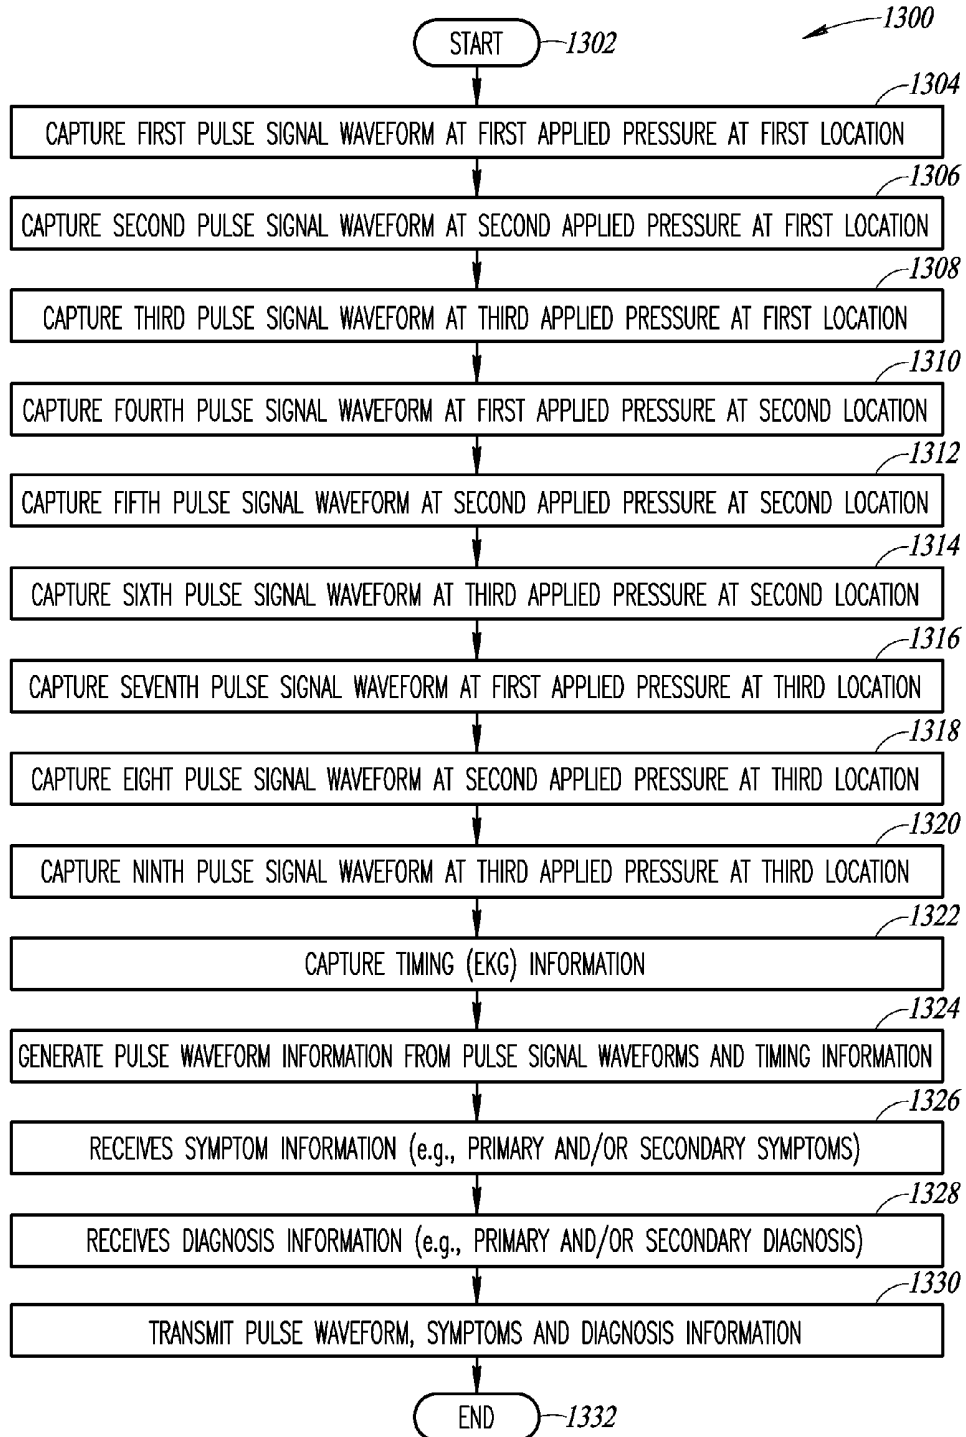 1300
START 1302
1304
CAPTURE FIRST PULSE SIGNAL WAVEFORM AT FIRST APPLIED PRESSURE AT FIRST LOCATION
1306
CAPTURE SECOND PULSE SIGNAL WAVEFORM AT SECOND APPLIED PRESSURE AT FIRST LOCATION
1308
CAPTURE THIRD PULSE SIGNAL WAVEFORM AT THIRD APPLIED PRESSURE AT FIRST LOCATION
1310
CAPTURE FOURTH PULSE SIGNAL WAVEFORM AT FIRST APPLIED PRESSURE AT SECOND LOCATION
1312
CAPTURE FIFTH PULSE SIGNAL WAVEFORM AT SECOND APPLIED PRESSURE AT SECOND LOCATION
1314
CAPTURE SIXTH PULSE SIGNAL WAVEFORM AT THIRD APPLIED PRESSURE AT SECOND LOCATION
1316
CAPTURE SEVENTH PULSE SIGNAL WAVEFORM AT FIRST APPLIED PRESSURE AT THIRD LOCATION
1318
CAPTURE EIGHT PULSE SIGNAL WAVEFORM AT SECOND APPLIED PRESSURE AT THIRD LOCATION
1320
CAPTURE NINTH PULSE SIGNAL WAVEFORM AT THIRD APPLIED PRESSURE AT THIRD LOCATION
1322
CAPTURE TIMING (EKG) INFORMATION
1324
GENERATE PULSE WAVEFORM INFORMATION FROM PULSE SIGNAL WAVEFORMS AND TIMING INFORMATION
1326
RECEIVES SYMPTOM INFORMATION (e.g., PRIMARY AND/OR SECONDARY SYMPTOMS)
1328
RECEIVES DIAGNOSIS INFORMATION (e.g., PRIMARY AND/OR SECONDARY DIAGNOSIS)
1330
TRANSMIT PULSE WAVEFORM, SYMPTOMS AND DIAGNOSIS INFORMATION
END 1332